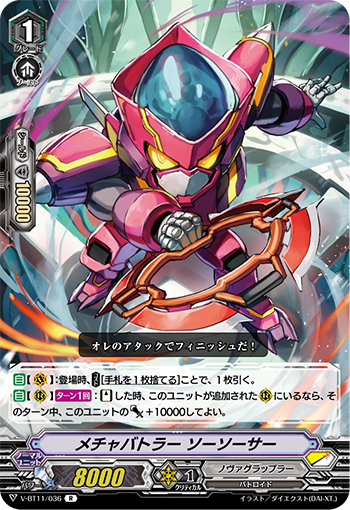 1
グレード
ブースト
シールド
10000
オレのアタックでフィニッシュだ！
【 】:登場時、[手札を１枚捨てる]ことで、１枚引く。
【 】ターン1回:した時、このユニットが追加された にいるなら、そ
のターン中、このユニットの +10000してよい。
メチャバトラー ソーソーサー
ノーマル
ユニット
パワー
8000
1
クリティカル
ノヴァグラップラー
バトロイド
V-BT11/036 R
イラスト／ダイエクスト(DAI-XT.)